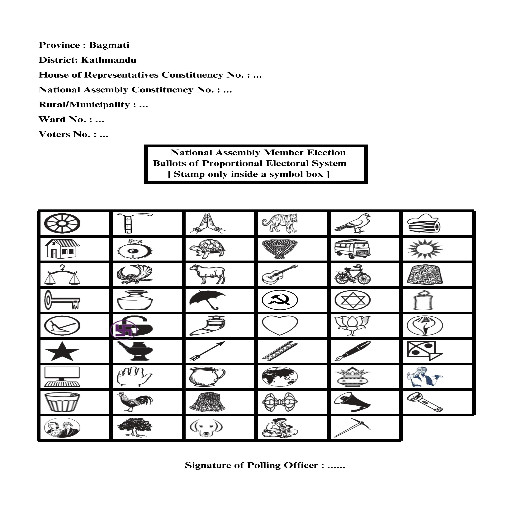 Province : Bagmati
District: Kathmandu
House of Representatives Constituency No. : ...
National Assembly Constituency No. : ...
Rural/Municipality : ...
Ward No. : ...
Voters No. : ...
National Assembly Member Election
Ballots of Proportional Electoral System
[ Stamp only inside a symbol box ]
Signature of Polling Officer : ......